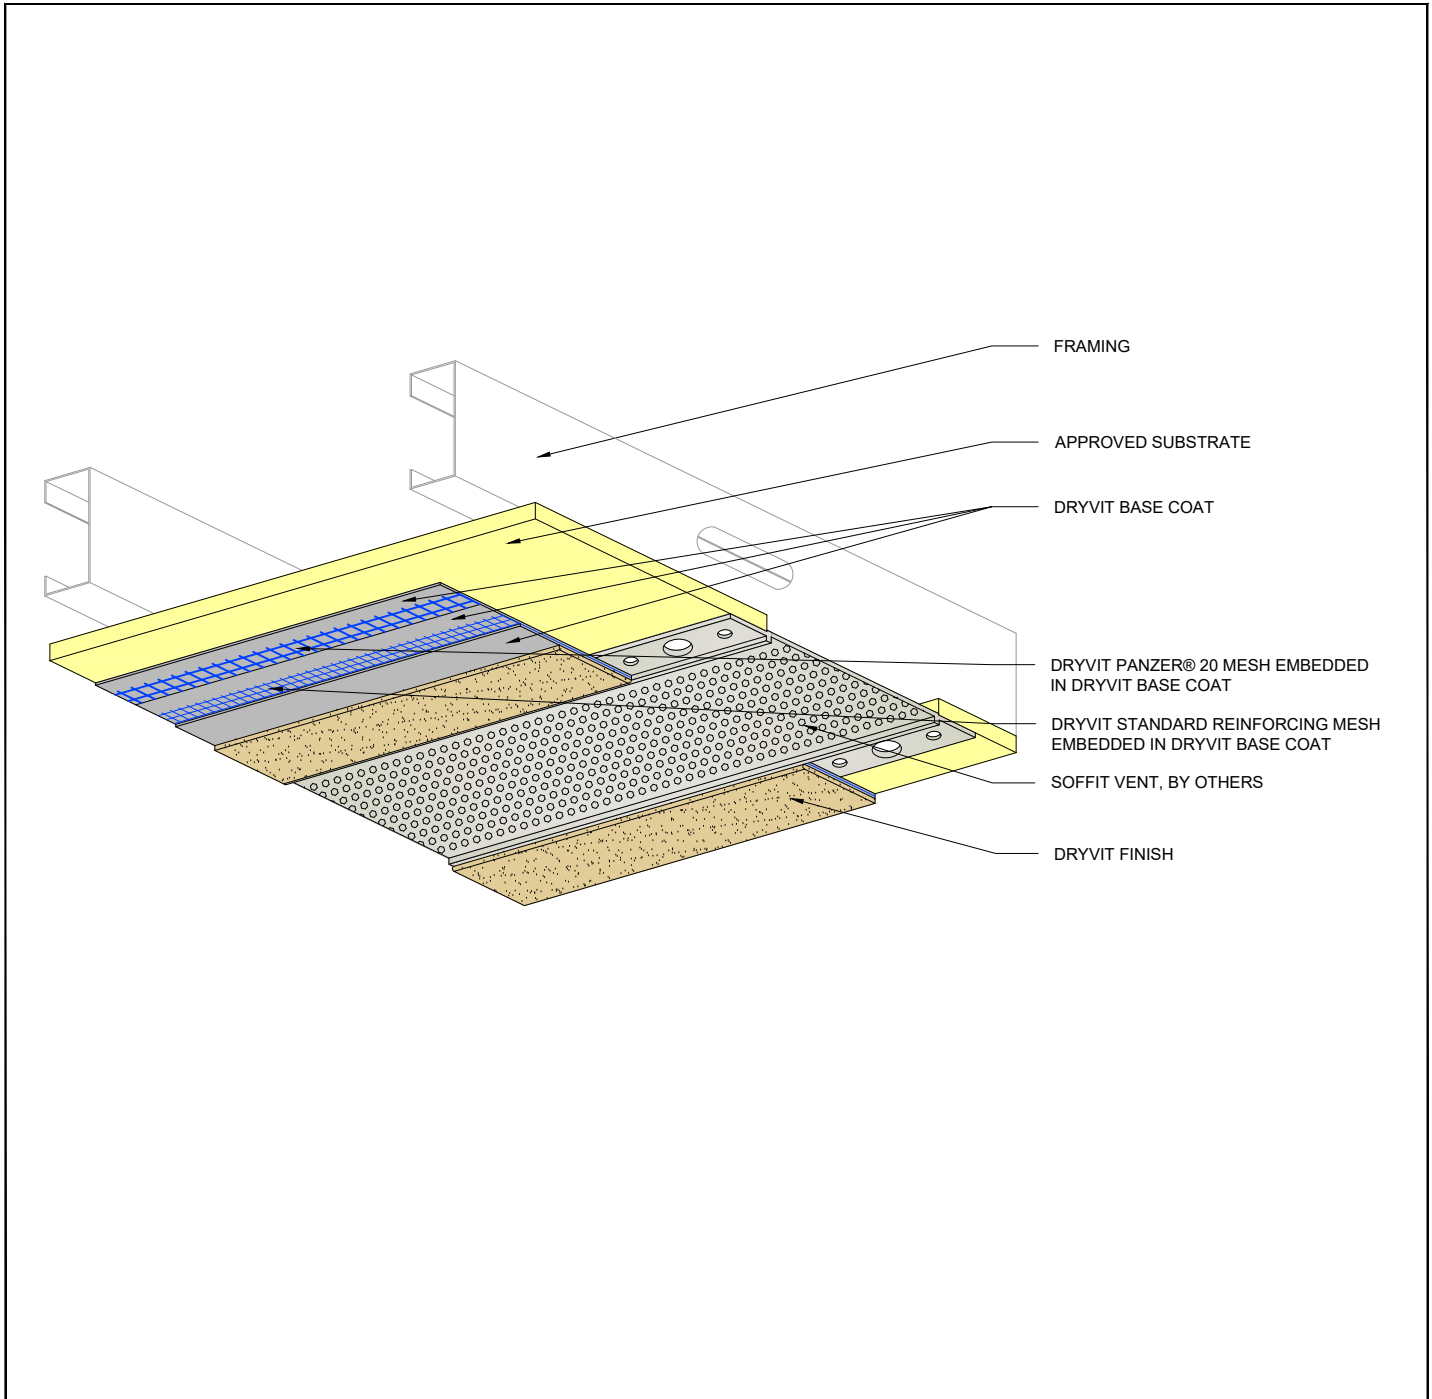 FRAMING
APPROVED SUBSTRATE
DRYVIT BASE COAT
DRYVIT PANZER® 20 MESH EMBEDDED
IN DRYVIT BASE COAT
DRYVIT STANDARD REINFORCING MESH
EMBEDDED IN DRYVIT BASE COAT
SOFFIT VENT, BY OTHERS
DRYVIT FINISH